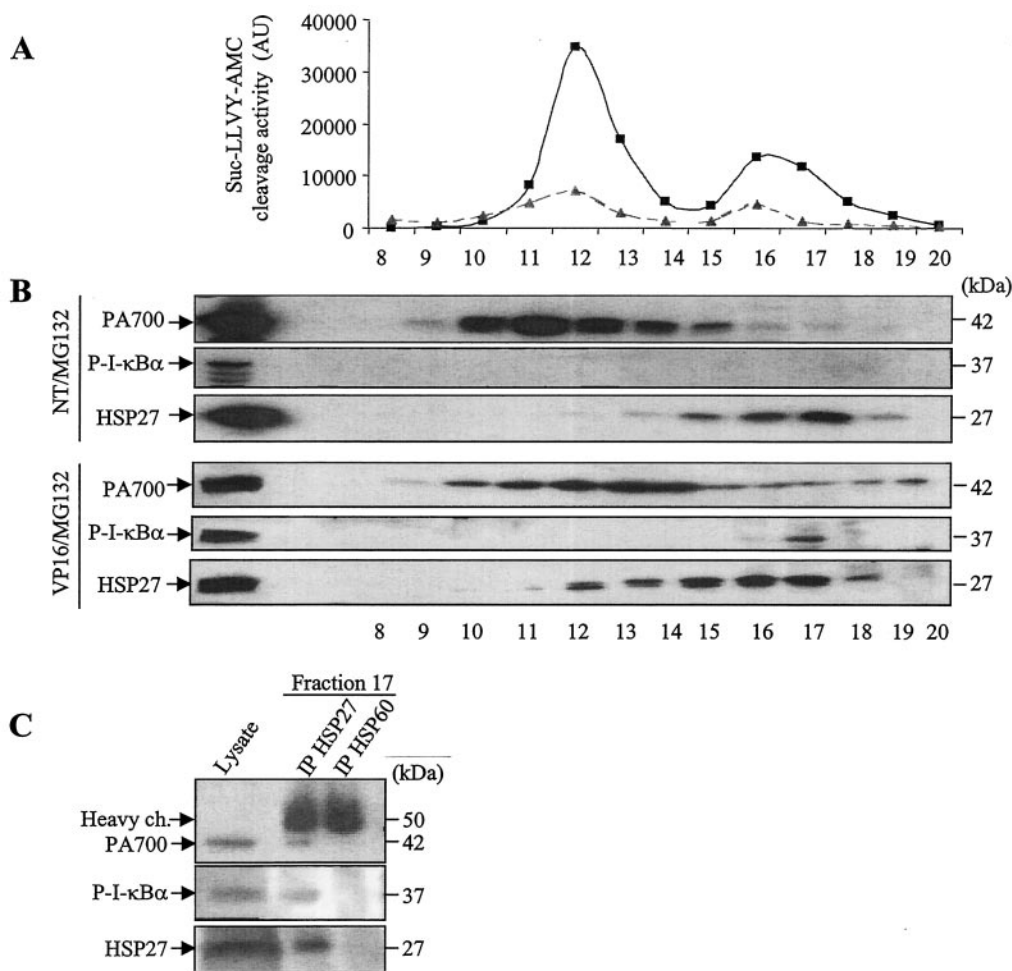 A
Suc-LLVY-AMC
cleavage activity (AU)
40000
30000
20000
10000
0
8 9 10 11 12 13 14 15 16 17 18 19 20
B
(kDa)
NT/MG132
PA700 42
P-I-κBα 37
HSP27 27
VP16/MG132
PA700 42
P-I-κBα 37
HSP27 27
8 9 10 11 12 13 14 15 16 17 18 19 20
C
Fraction 17
Lysate IP HSP27 IP HSP60
(kDa)
Heavy ch. 50
PA700 42
P-I-κBα 37
HSP27 27